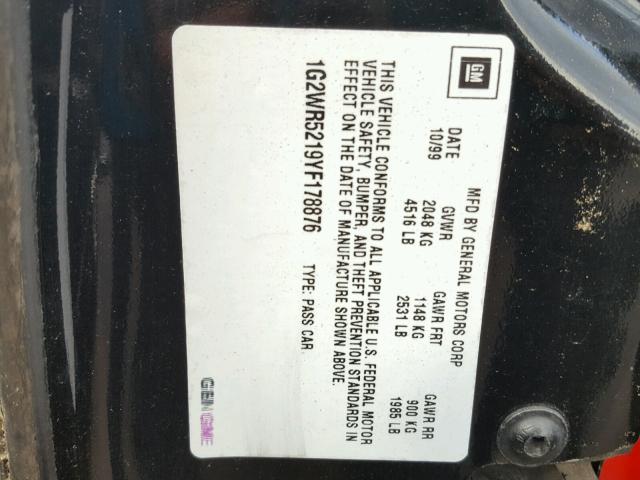 GM
MFD BY GENERAL MOTORS CORP
DATE GVWR GAWR FRT GAWR RR
10/99 2048 KG 1148 KG 900 KG
4516 LB 2531 LB 1985 LB
THIS VEHICLE CONFORMS TO ALL APPLICABLE U.S. FEDERAL MOTOR
VEHICLE SAFETY, BUMPER, AND THEFT PREVENTION STANDARDS IN
EFFECT ON THE DATE OF MANUFACTURE SHOWN ABOVE.
1G2WR5219YF178876 TYPE: PASS CAR